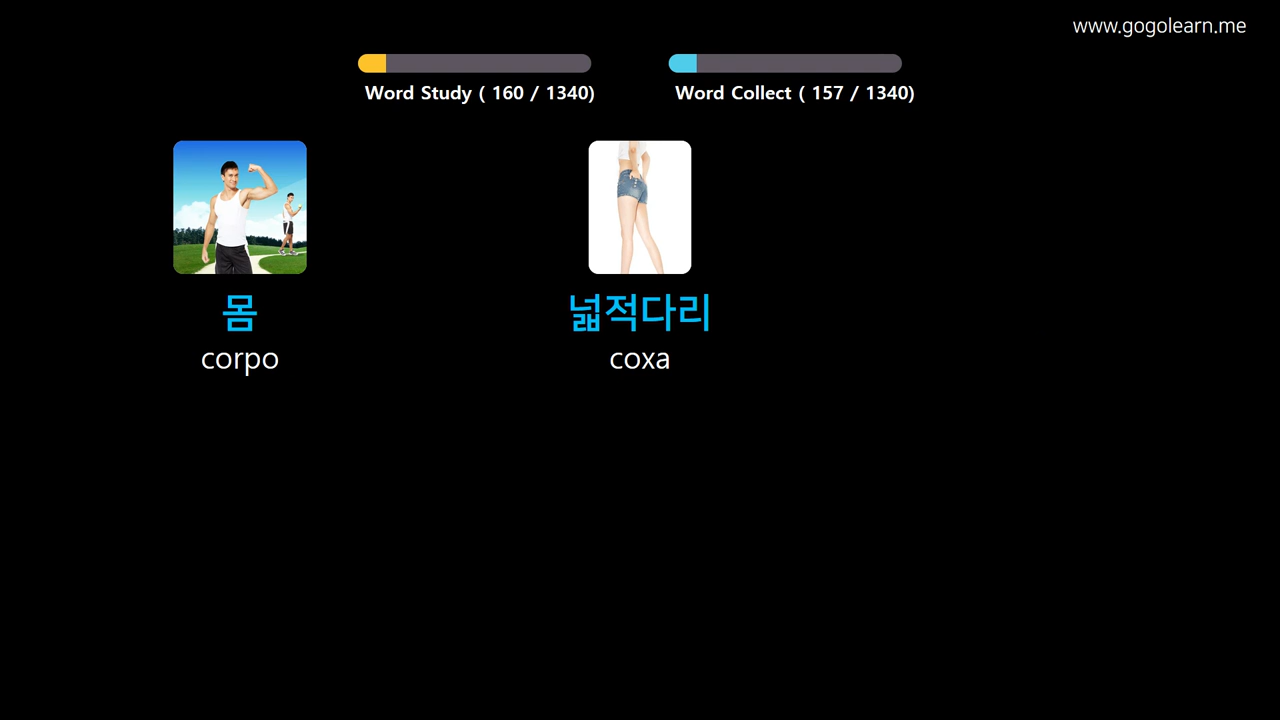 www.gogolearn.me
Word Study ( 160 / 1340)
Word Collect ( 157 / 1340)
몸
넓적다리
corpo
coxa